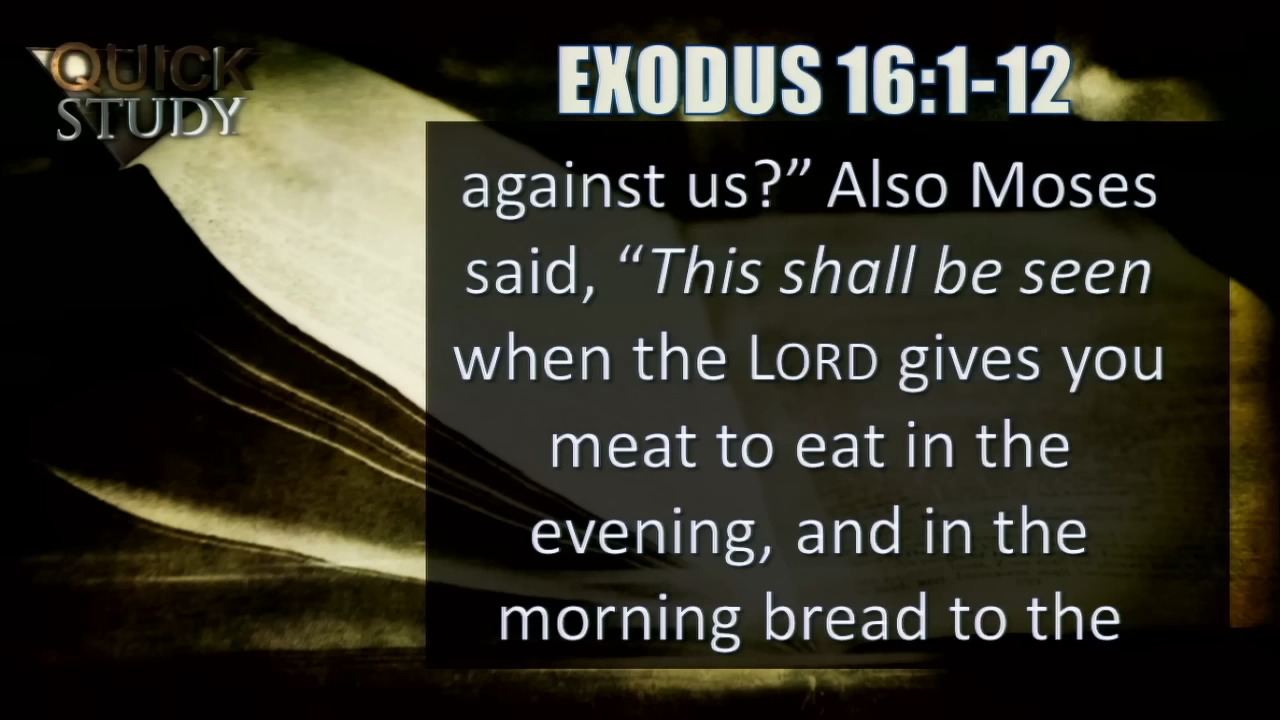 QUICK
STUDY
EXODUS 16:1-12
against us?” Also Moses
said, “This shall be seen
when the LORD gives you
meat to eat in the
evening, and in the
morning bread to the